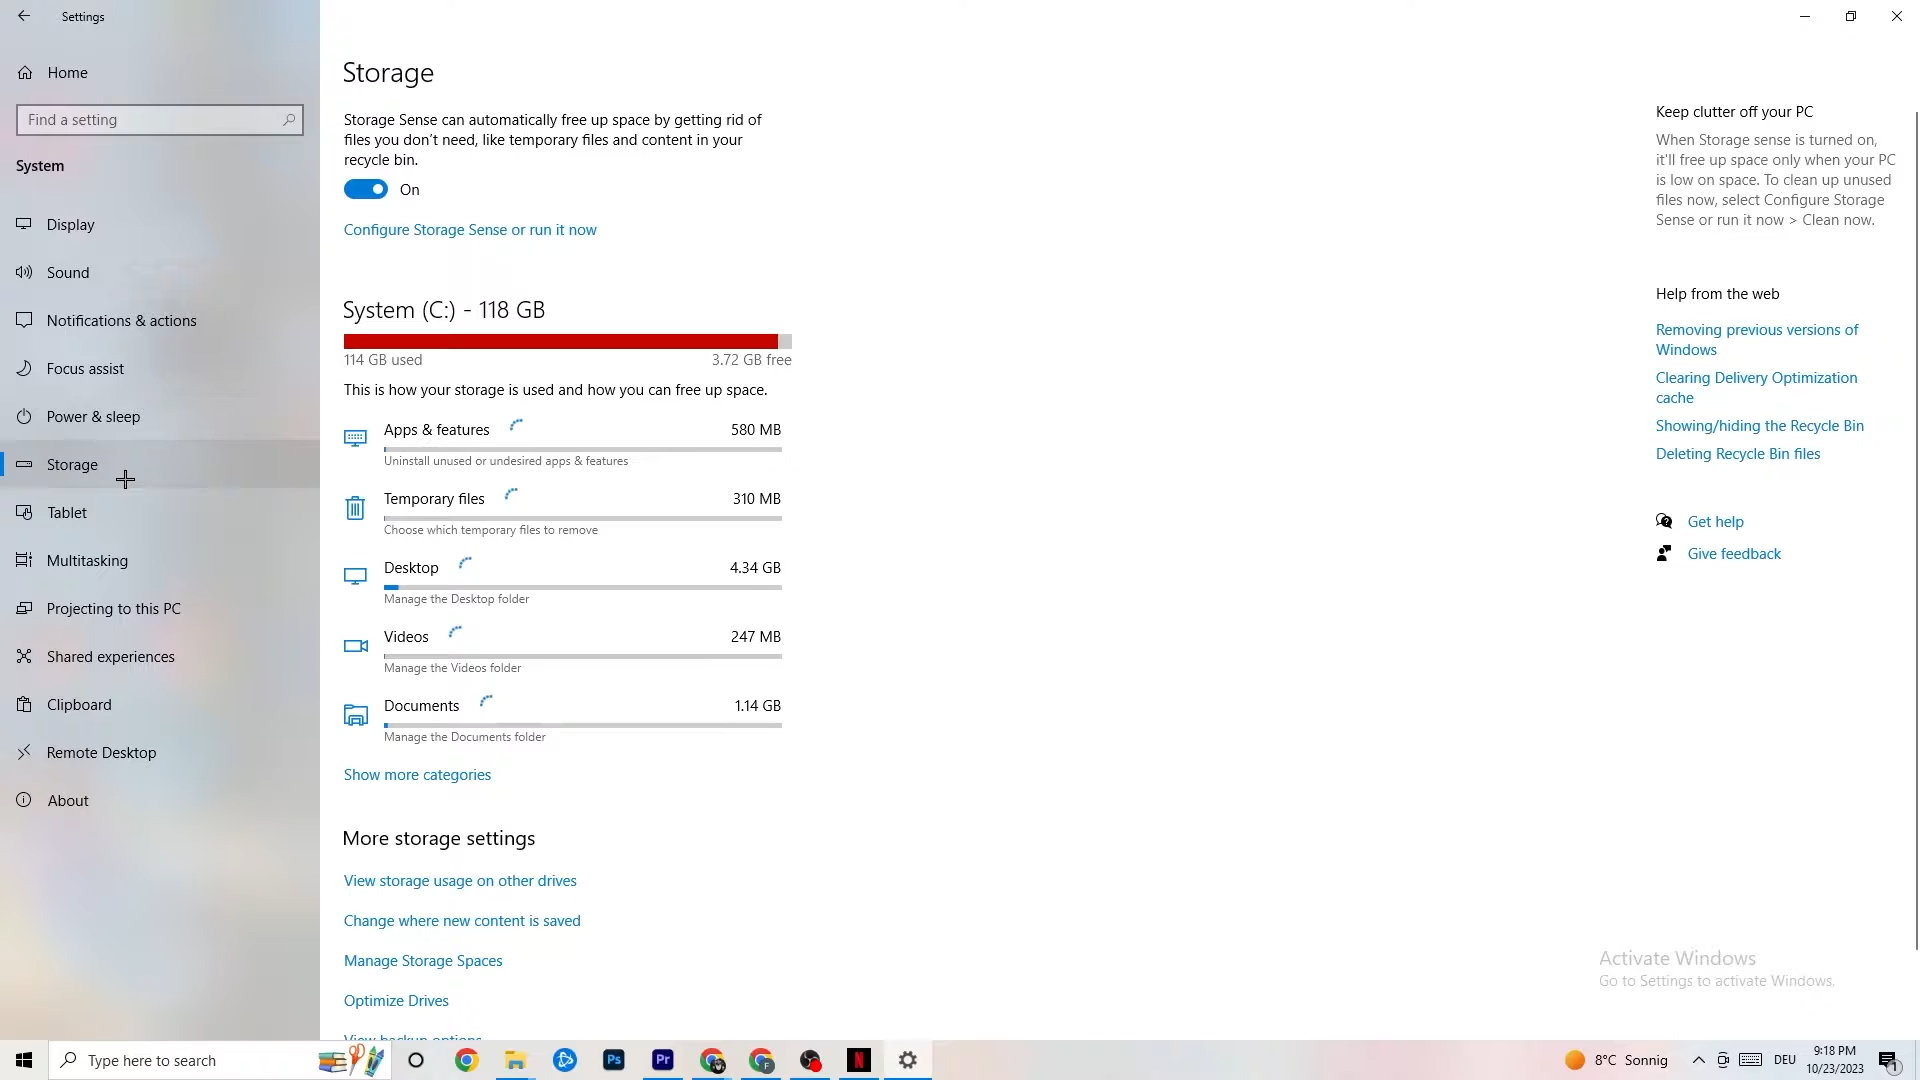 Settings
Home
Find a setting
System
Display
Sound
Notifications & actions
Focus assist
Power & sleep
Storage
Tablet
Multitasking
Projecting to this PC
Shared experiences
Clipboard
Remote Desktop
About
Storage
Storage Sense can automatically free up space by getting rid of
files you don’t need, like temporary files and content in your
recycle bin.
On
Configure Storage Sense or run it now
System (C:) - 118 GB
114 GB used
3.72 GB free
This is how your storage is used and how you can free up space.
Apps & features
580 MB
Uninstall unused or undesired apps & features
Temporary files
310 MB
Choose which temporary files to remove
Desktop
4.34 GB
Manage the Desktop folder
Videos
247 MB
Manage the Videos folder
Documents
1.14 GB
Manage the Documents folder
Show more categories
More storage settings
View storage usage on other drives
Change where new content is saved
Manage Storage Spaces
Optimize Drives
View backup options
Keep clutter off your PC
When Storage sense is turned on,
it'll free up space only when your PC
is low on space. To clean up unused
files now, select Configure Storage
Sense or run it now > Clean now.
Help from the web
Removing previous versions of
Windows
Clearing Delivery Optimization
cache
Showing/hiding the Recycle Bin
Deleting Recycle Bin files
Get help
Give feedback
Activate Windows
Go to Settings to activate Windows.
Type here to search
Ps
Pr
F
N
8°C Sonnig
DEU
9:18 PM
10/23/2023
1